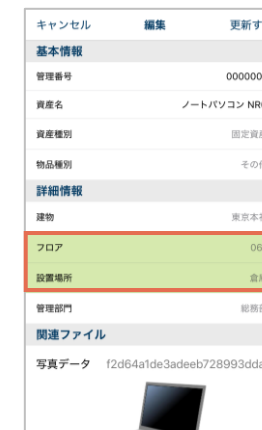 キャンセル 編集 更新す
基本情報
管理番号 000000
資産名 ノートパソコン NR
資産種別 固定資
物品種別 その
詳細情報
建物 東京本
フロア 06
設置場所 倉
管理部門 総務
関連ファイル
写真データ f2d64a1de3adeeb728993dda